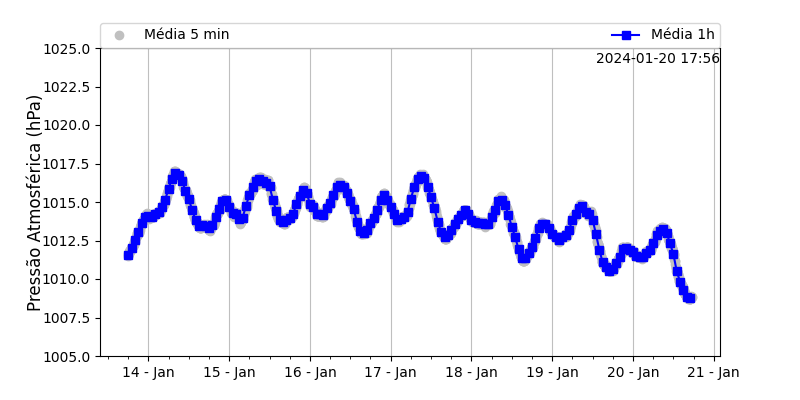 Média 5 min
Média 1h
2024-01-20 17:56
Pressão Atmosférica (hPa)
1025.0
1022.5
1020.0
1017.5
1015.0
1012.5
1010.0
1007.5
1005.0
14 - Jan
15 - Jan
16 - Jan
17 - Jan
18 - Jan
19 - Jan
20 - Jan
21 - Jan